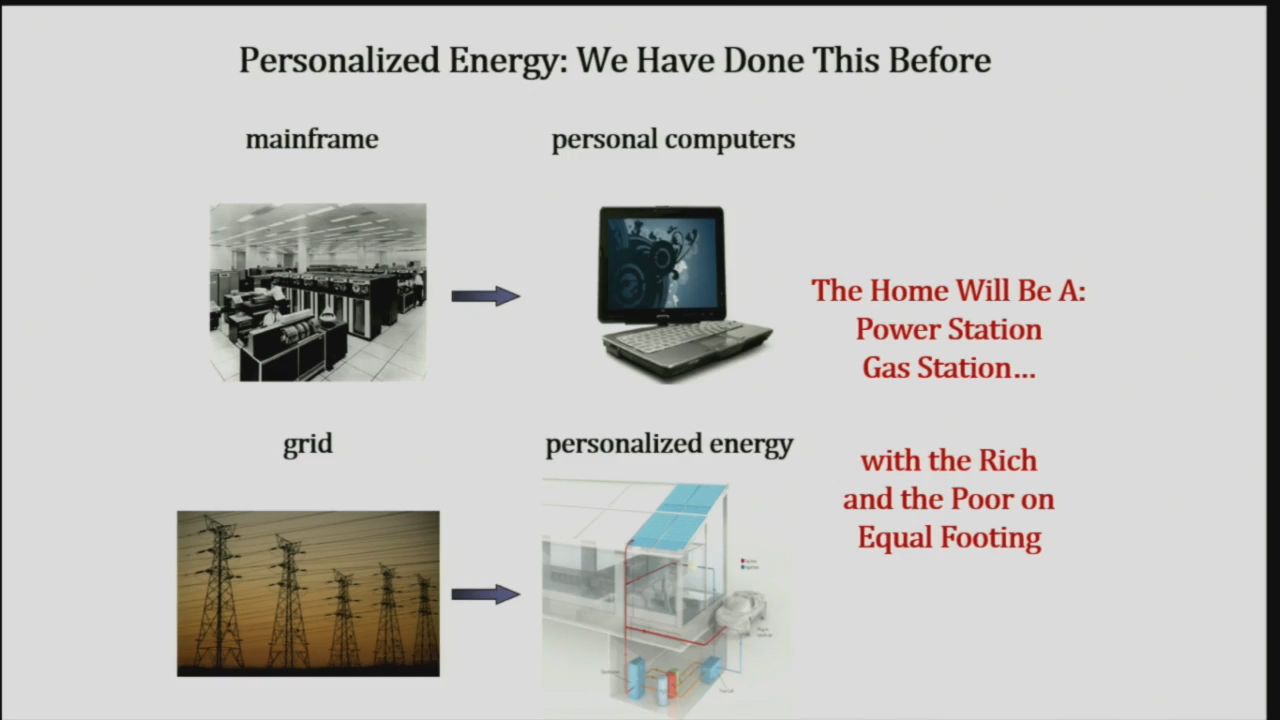 Personalized Energy: We Have Done This Before
mainframe
personal computers
The Home Will Be A:
Power Station
Gas Station...
grid
personalized energy
with the Rich
and the Poor on
Equal Footing